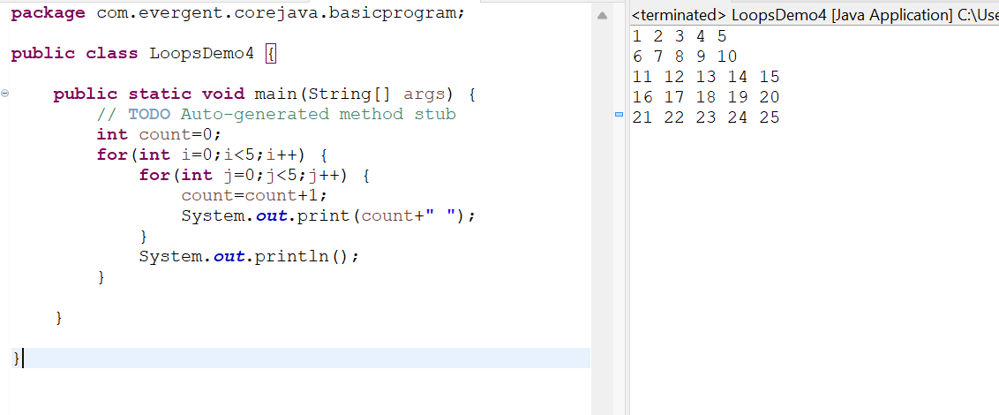 package com.evergent.corejava.basicprogram;
public class LoopsDemo4 {
public static void main(String[] args) {
// TODO Auto-generated method stub
int count=0;
for(int i=0;i<5;i++) {
for(int j=0;j<5;j++) {
count=count+1;
System.out.print(count+" ");
}
System.out.println();
}
}
}
<terminated> LoopsDemo4 [Java Application] C:\Use
1 2 3 4 5
6 7 8 9 10
11 12 13 14 15
16 17 18 19 20
21 22 23 24 25